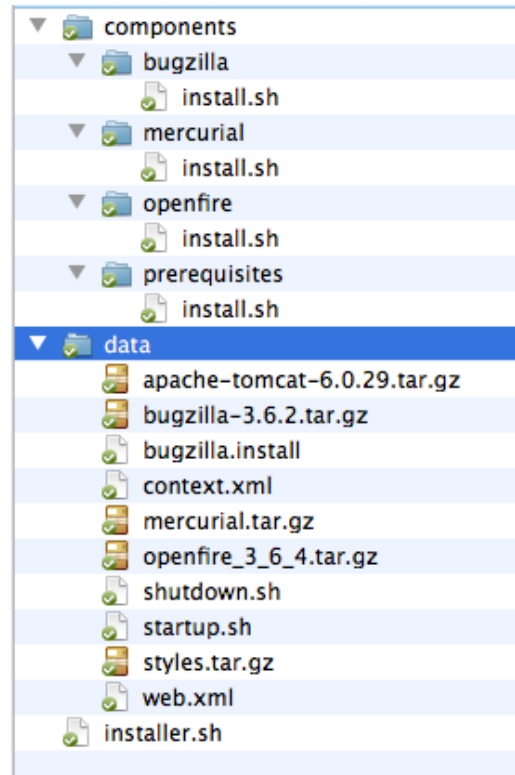 components
bugzilla
install.sh
mercurial
install.sh
openfire
install.sh
prerequisites
install.sh
data
apache-tomcat-6.0.29.tar.gz
bugzilla-3.6.2.tar.gz
bugzilla.install
context.xml
mercurial.tar.gz
openfire_3_6_4.tar.gz
shutdown.sh
startup.sh
styles.tar.gz
web.xml
installer.sh